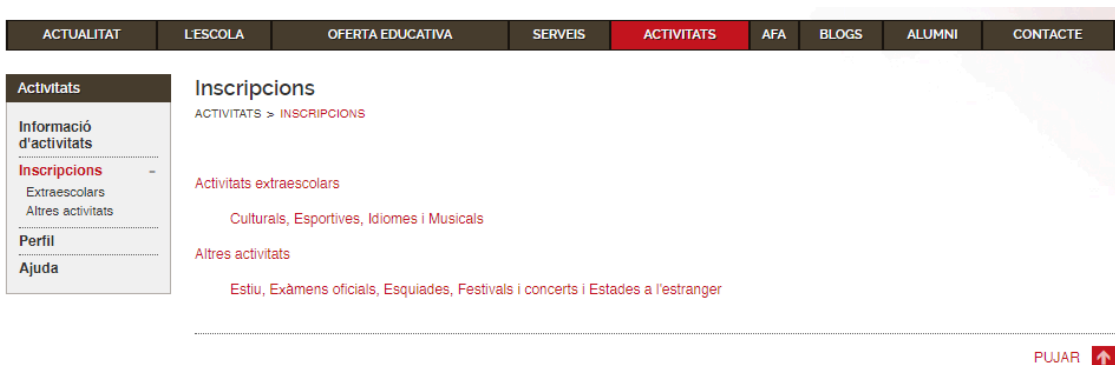 ACTUALITAT L'ESCOLA OFERTA EDUCATIVA SERVEIS ACTIVITATS AFA BLOGS ALUMNI CONTACTE
Activitats
Informació
d'activitats
Inscripcions -
Extraescolars
Altres activitats
Perfil
Ajuda
Inscripcions
ACTIVITATS > INSCRIPCIONS
Activitats extraescolars
Culturals, Esportives, Idiomes i Musicals
Altres activitats
Estiu, Exàmens oficials, Esquiades, Festivals i concerts i Estades a l'estranger
PUJAR